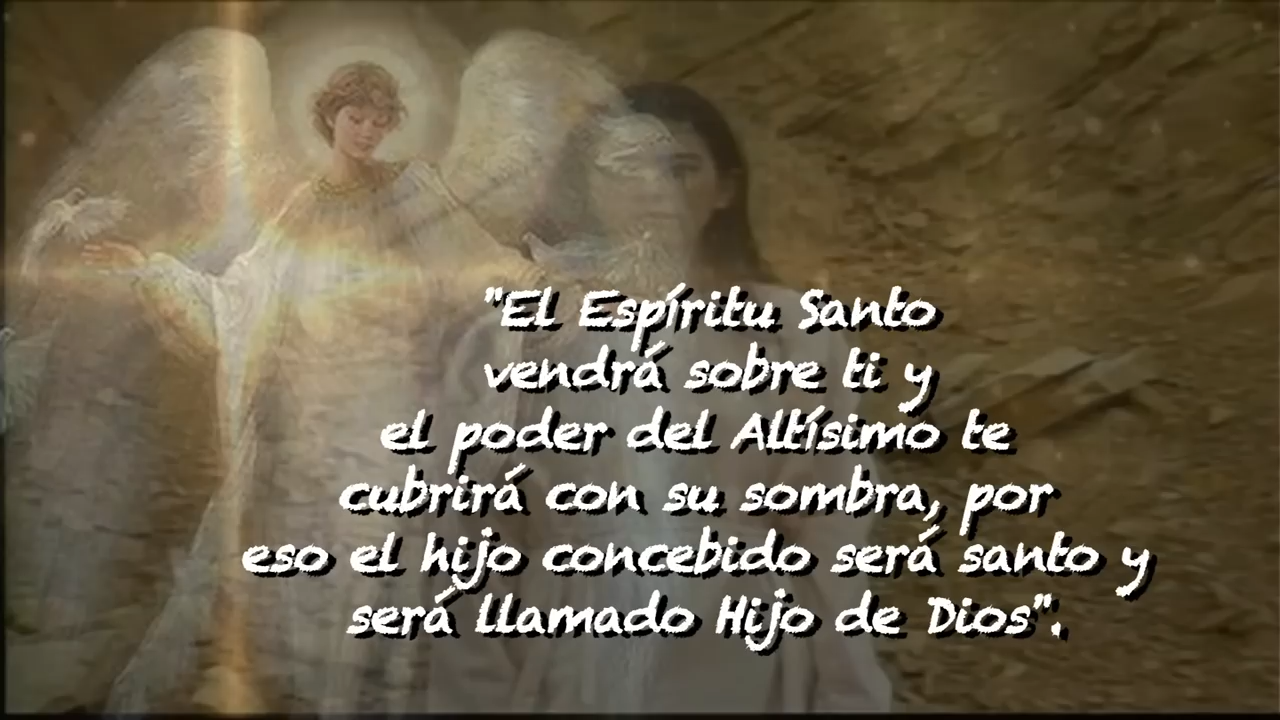 "El Espíritu Santo
vendrá sobre ti y
el poder del Altísimo te
cubrirá con su sombra, por
eso el hijo concebido será santo y
será llamado Hijo de Dios".